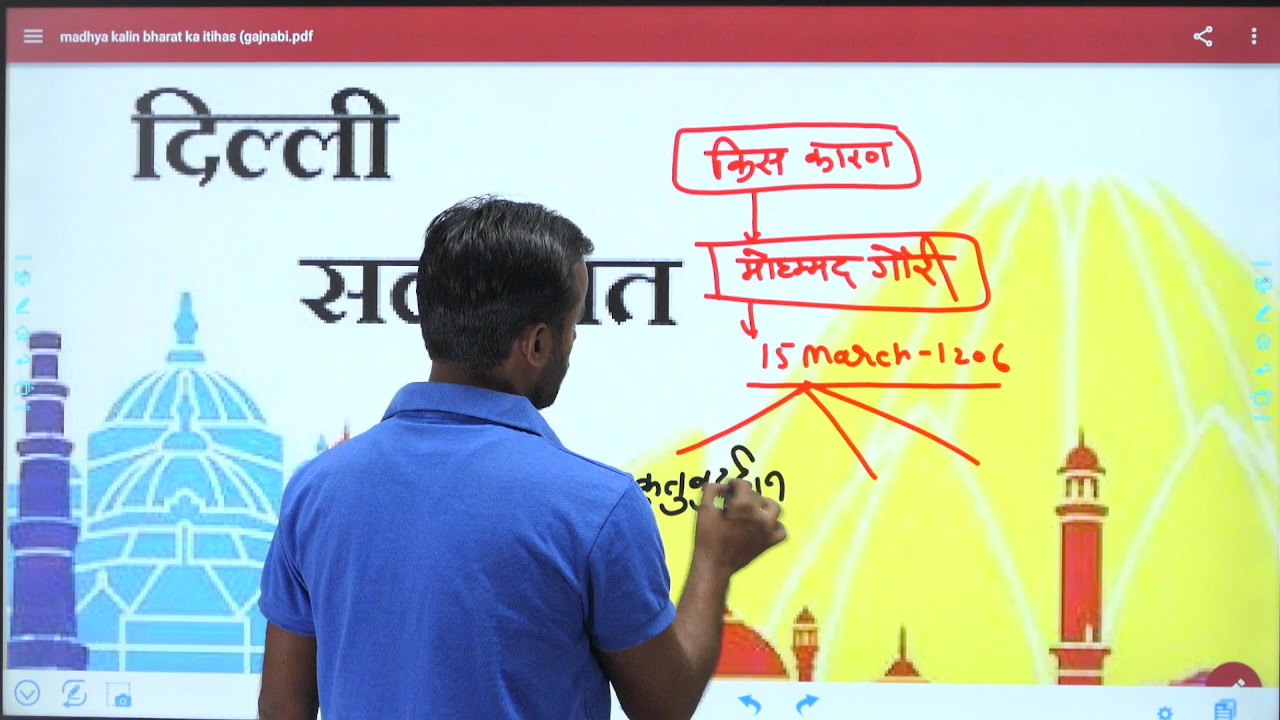 madhya kalin bharat ka itihas (gajnabi.pdf
दिल्ली
किस कारण
मोहम्मद गौरी
15 March-1206